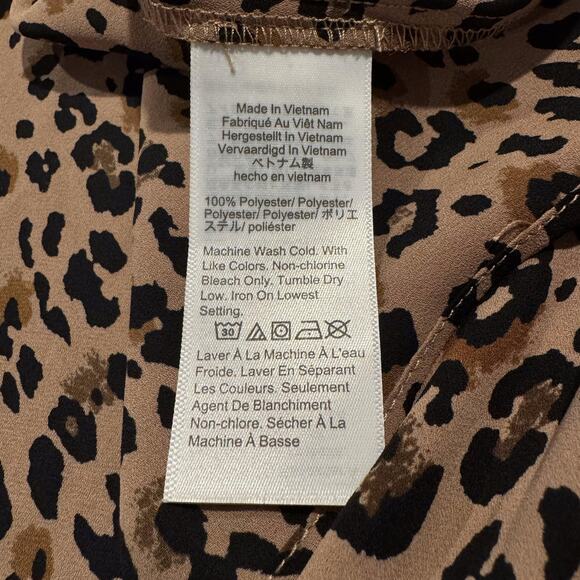 Made In Vietnam
Fabriqué Au Viêt Nam
Hergestellt In Vietnam
Vervaardigd In Vietnam
ベトナム製
hecho en vietnam
100% Polyester/ Polyester/
Polyester/ Polyester/ ポリエ
ステル/ poliéster
Machine Wash Cold. With
Like Colors. Non-chlorine
Bleach Only. Tumble Dry
Low. Iron On Lowest
Setting.
30
Laver À La Machine À L'eau
Froide. Laver En Séparant
Les Couleurs. Seulement
Agent De Blanchiment
Non-chlore. Sécher À La
Machine À Basse